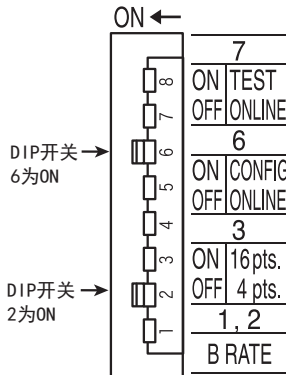 ON ←
8
7
6
5
4
3
2
1
DIP开关 →
6为ON
DIP开关 →
2为ON
7
ON TEST
OFF ONLINE
6
ON CONFIG
OFF ONLINE
3
ON 16 pts.
OFF 4 pts.
1, 2
B RATE